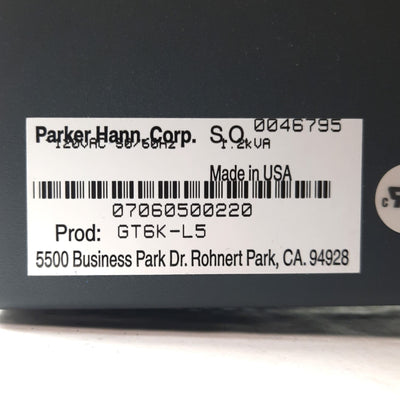 Parker Hann. Corp. S.O. 0046795
120VAC 50/60HZ 1.2kVA
Made in USA
07060500220
Prod: GT6K-L5
5500 Business Park Dr. Rohnert Park, CA. 94928